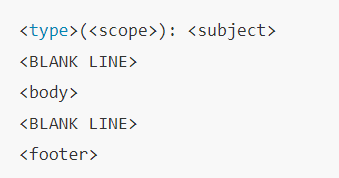 <type>(<scope>): <subject>
<BLANK LINE>
<body>
<BLANK LINE>
<footer>